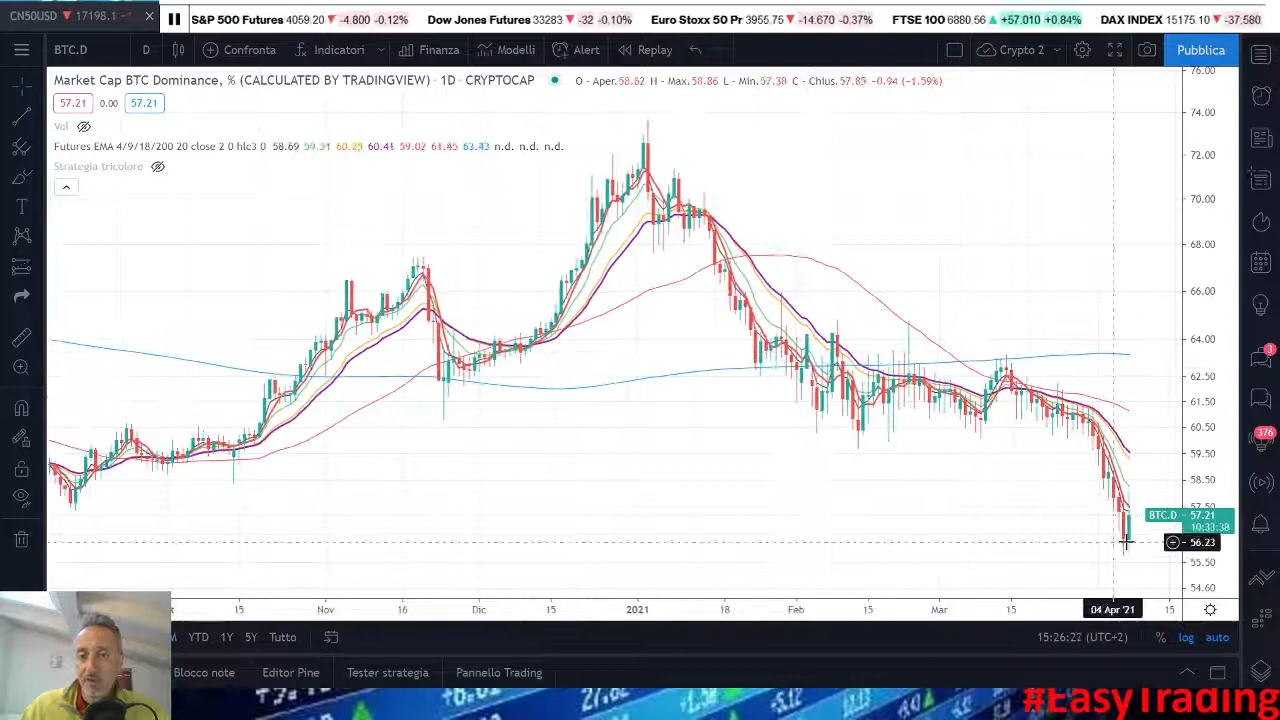 CN50USD ▼ 17198.1 -1 ×
S&P 500 Futures 4059.20 ▼ -4.800 -0.12% Dow Jones Futures 33283 ▼ -32 -0.10% Euro Stoxx 50 Pr 3955.75 ▼ -14.670 -0.37% FTSE 100 6880.56 ▲ +57.010 +0.84% DAX INDEX 15175.10 ▼ -37.580
BTC.D D Confronta Indicatori Finanza Modelli Alert Replay Crypto 2 Pubblica
Market Cap BTC Dominance, % (CALCULATED BY TRADINGVIEW) · 1D · CRYPTOCAP O - Aper.58.62 H - Max.58.86 L - Min.57.38 C - Chius.57.85 -0.94 (-1.59%)
57.21 0.00 57.21
Vol
Futures EMA 4/9/18/200 20 close 2 0 hlc3 0 58.69 59.31 60.25 60.41 59.02 61.45 63.43 n.d. n.d. n.d.
Strategia tricolore
76.00
74.00
72.00
70.00
68.00
66.00
64.00
62.50
61.50
60.50
59.50
58.50
57.50
BTC.D 57.21
10:33:38
56.23
55.50
54.60
3
376
15 Nov 16 Dic 15 2021 18 Feb 15 Mar 15 04 Apr '21 15
M YTD 1Y 5Y Tutto 15:26:22 (UTC+2) % log auto
Blocco note Editor Pine Tester strategia Pannello Trading
#EasyTrading